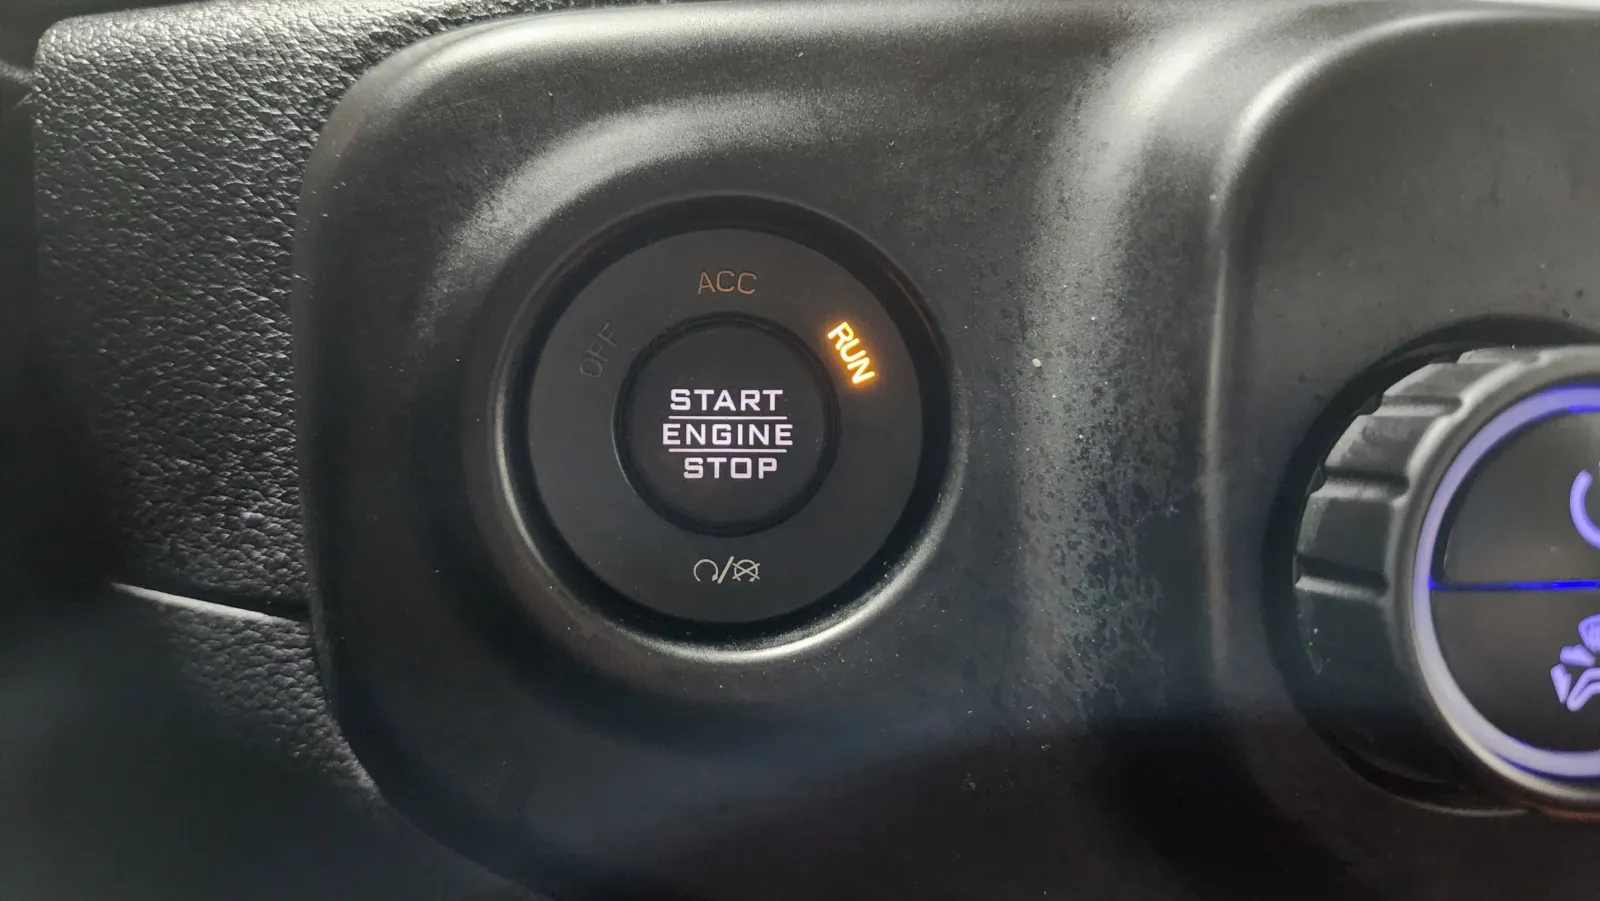 ACC
OFF
RUN
START
ENGINE
STOP